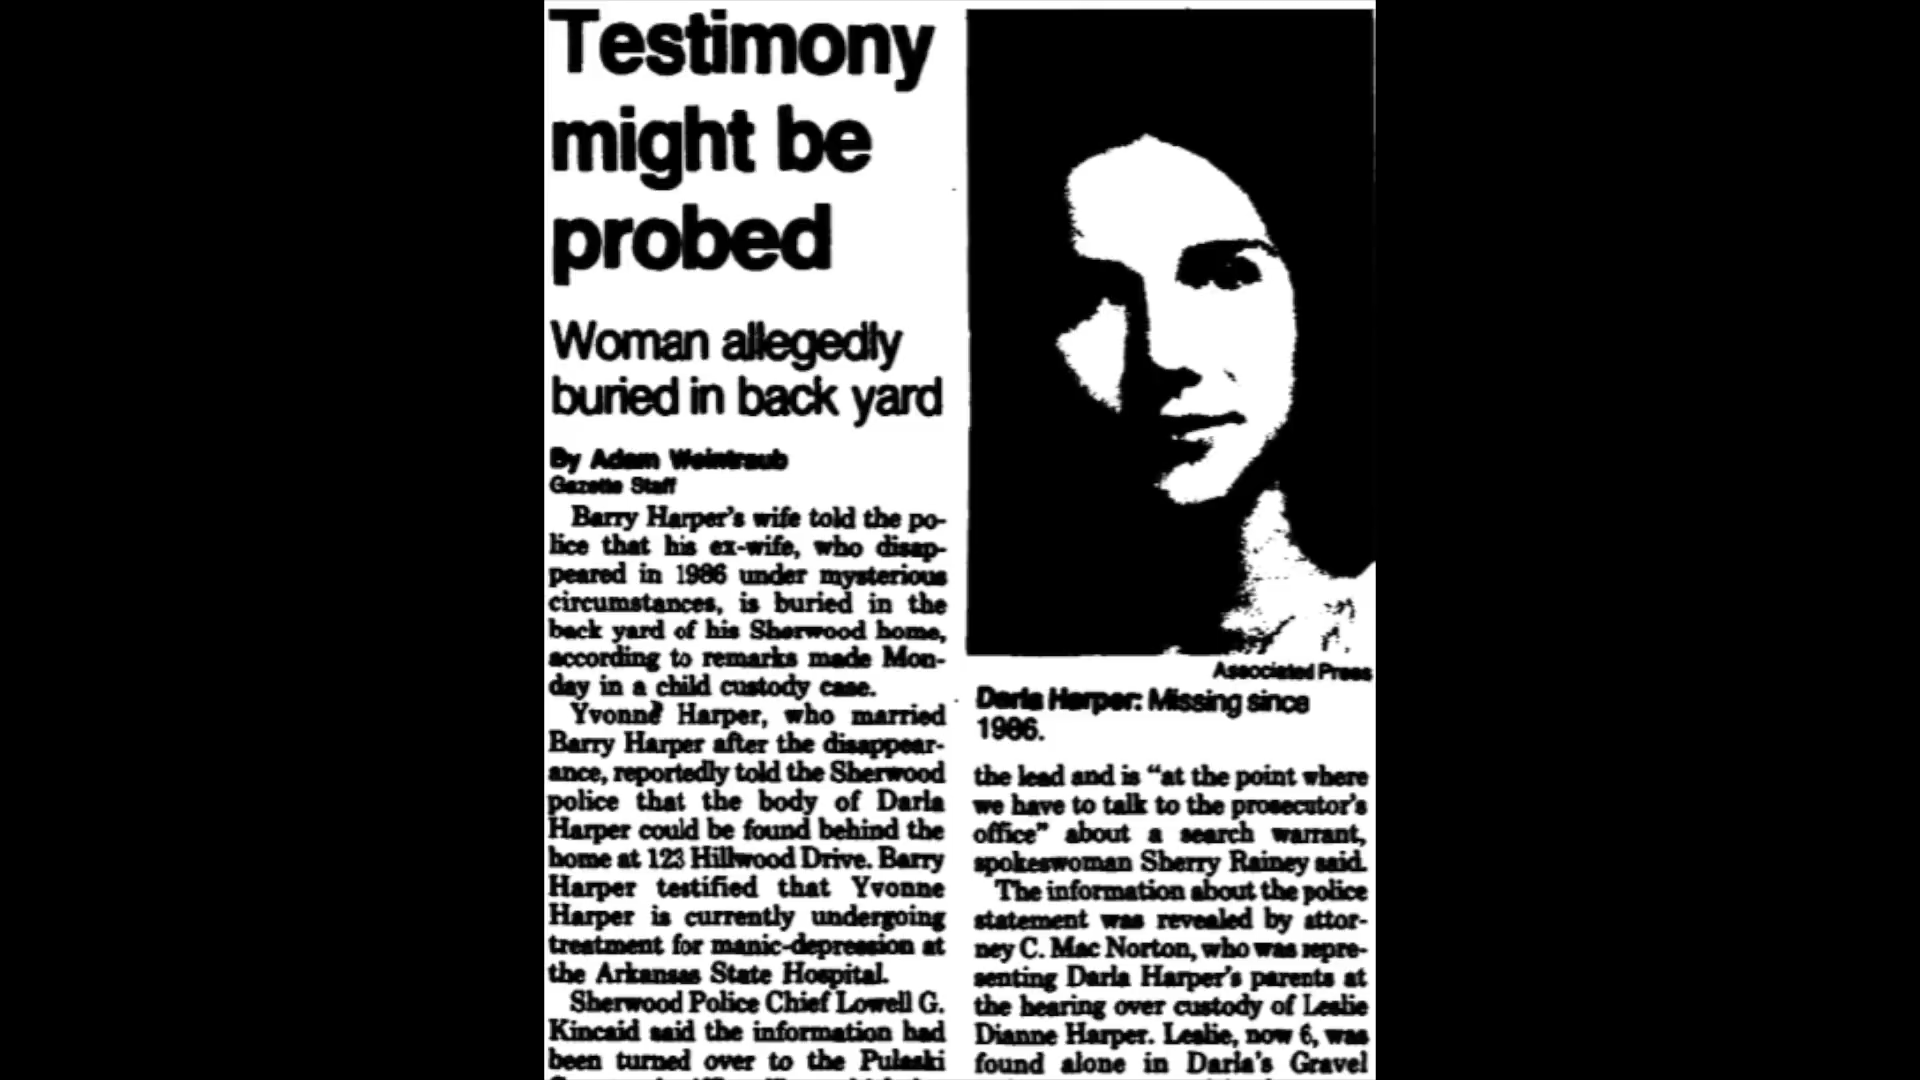 Testimony
might be
probed
Woman allegedly
buried in back yard
By Adam Weintraub
Gazette Staff
Barry Harper's wife told the po-
lice that his ex-wife, who disap-
peared in 1986 under mysterious
circumstances, is buried in the
back yard of his Sherwood home,
according to remarks made Mon-
day in a child custody case.
Yvonne Harper, who married
Barry Harper after the disappear-
ance, reportedly told the Sherwood
police that the body of Darla
Harper could be found behind the
home at 123 Hillwood Drive. Barry
Harper testified that Yvonne
Harper is currently undergoing
treatment for manic-depression at
the Arkansas State Hospital.
Sherwood Police Chief Lowell G.
Kincaid said the information had
been turned over to the Pulaski
Associated Press
Darla Harper: Missing since
1986.
the lead and is “at the point where
we have to talk to the prosecutor's
office” about a search warrant,
spokeswoman Sherry Rainey said.
The information about the police
statement was revealed by attor-
ney C. Mac Norton, who was repre-
senting Darla Harper's parents at
the hearing over custody of Leslie
Dianne Harper. Leslie, now 6, was
found alone in Darla's Gravel